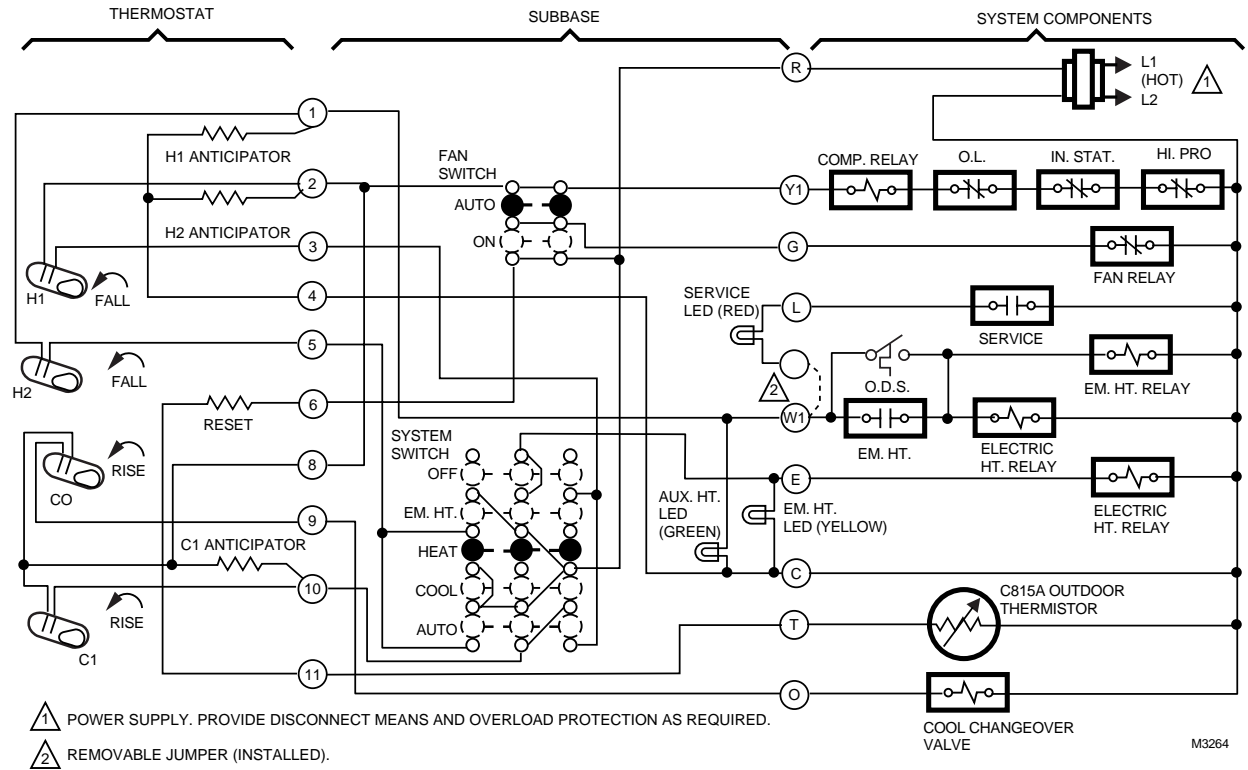 THERMOSTAT
SUBBASE
SYSTEM COMPONENTS
R
L1
(HOT)
L2
1
1
H1 ANTICIPATOR
2
H2 ANTICIPATOR
3
H1
FALL
4
5
H2
FALL
6
RESET
8
CO
RISE
9
C1 ANTICIPATOR
10
C1
RISE
11
FAN
SWITCH
AUTO
ON
SYSTEM
SWITCH
OFF
EM. HT.
HEAT
COOL
AUTO
SERVICE
LED (RED)
2
AUX. HT.
LED
(GREEN)
EM. HT.
LED (YELLOW)
Y1
G
L
W1
E
C
T
O
COMP. RELAY
O.L.
IN. STAT.
HI. PRO
FAN RELAY
SERVICE
O.D.S.
EM. HT. RELAY
EM. HT.
ELECTRIC
HT. RELAY
ELECTRIC
HT. RELAY
C815A OUTDOOR
THERMISTOR
COOL CHANGEOVER
VALVE
1 POWER SUPPLY. PROVIDE DISCONNECT MEANS AND OVERLOAD PROTECTION AS REQUIRED.
2 REMOVABLE JUMPER (INSTALLED).
M3264